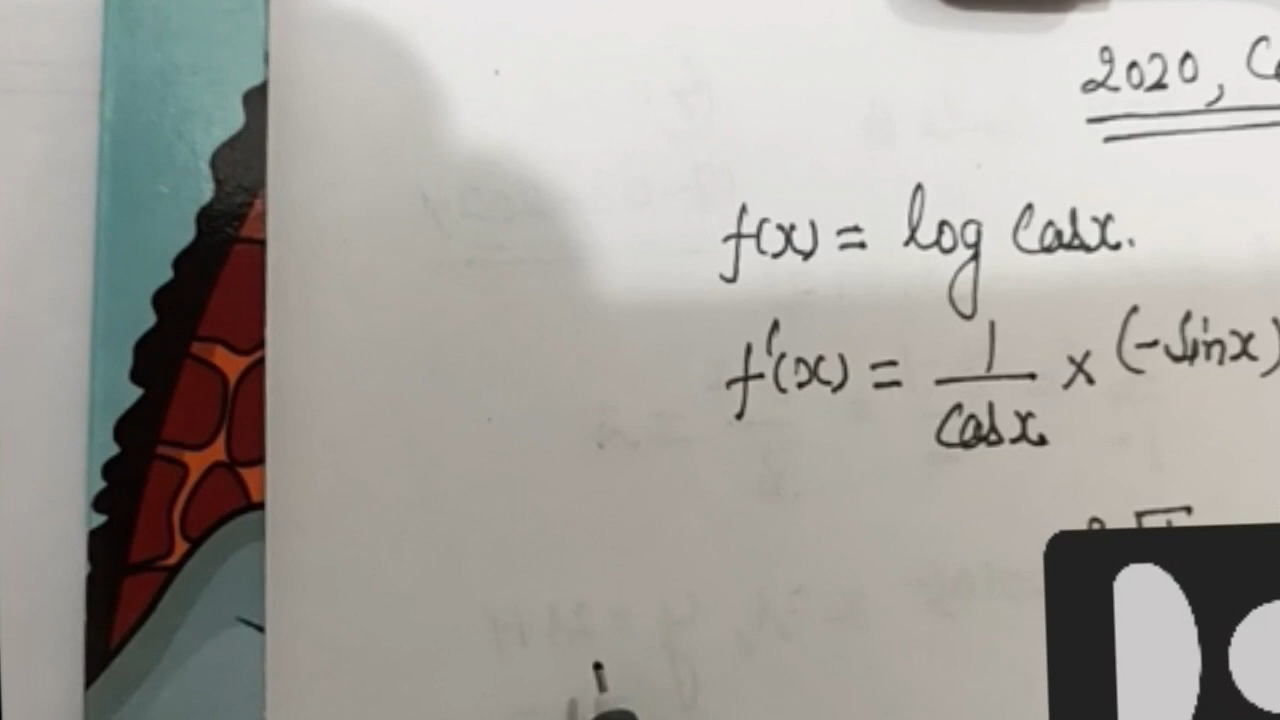 2020,
f(x) = log cosx.
f'(x) = 1/cosx × (-sinx)